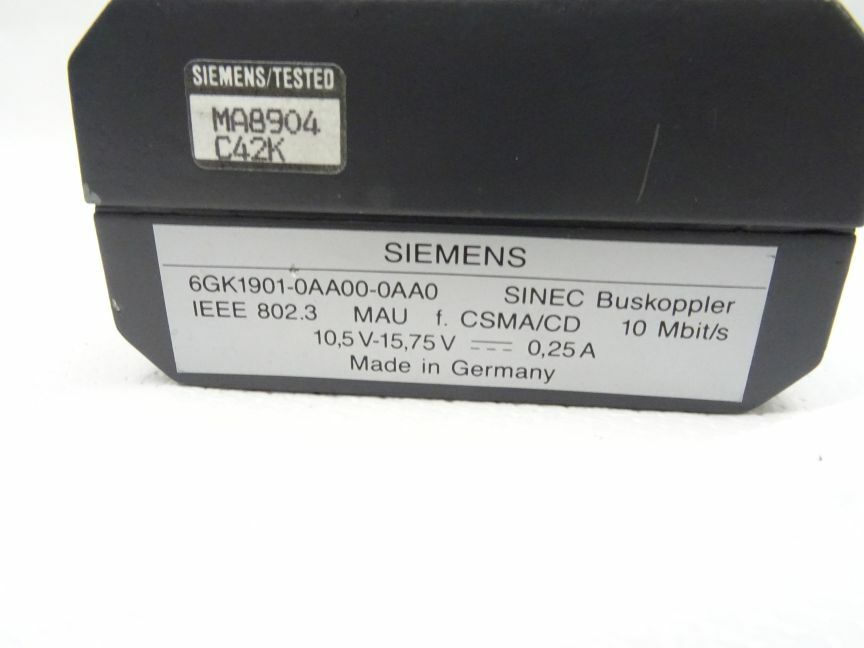 SIEMENS/TESTED
MA8904
C42K
SIEMENS
6GK1901-0AA00-0AA0 SINEC Buskoppler
IEEE 802.3 MAU f. CSMA/CD 10 Mbit/s
10,5 V-15,75 V ⎓ 0,25 A
Made in Germany